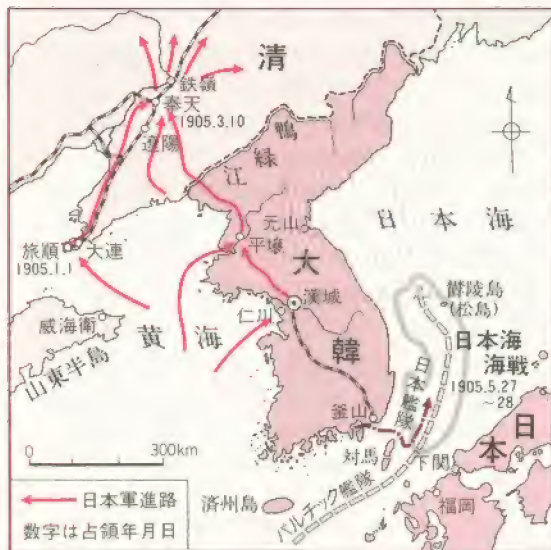 清
鉄嶺
奉天
1905.3.10
遼陽
鴨
緑
江
日本海
元山
平壌
旅順
大連
1905.1.1
大
漢城
鬱陵島
(松島)
仁川
威海衛
黄海
山東半島
韓
日本海
海戦
1905.5.27
~28
日本艦隊
釜山
0 300km
対馬
下関
日
本
バルチック艦隊
済州島
福岡
日本軍進路
数字は占領年月日